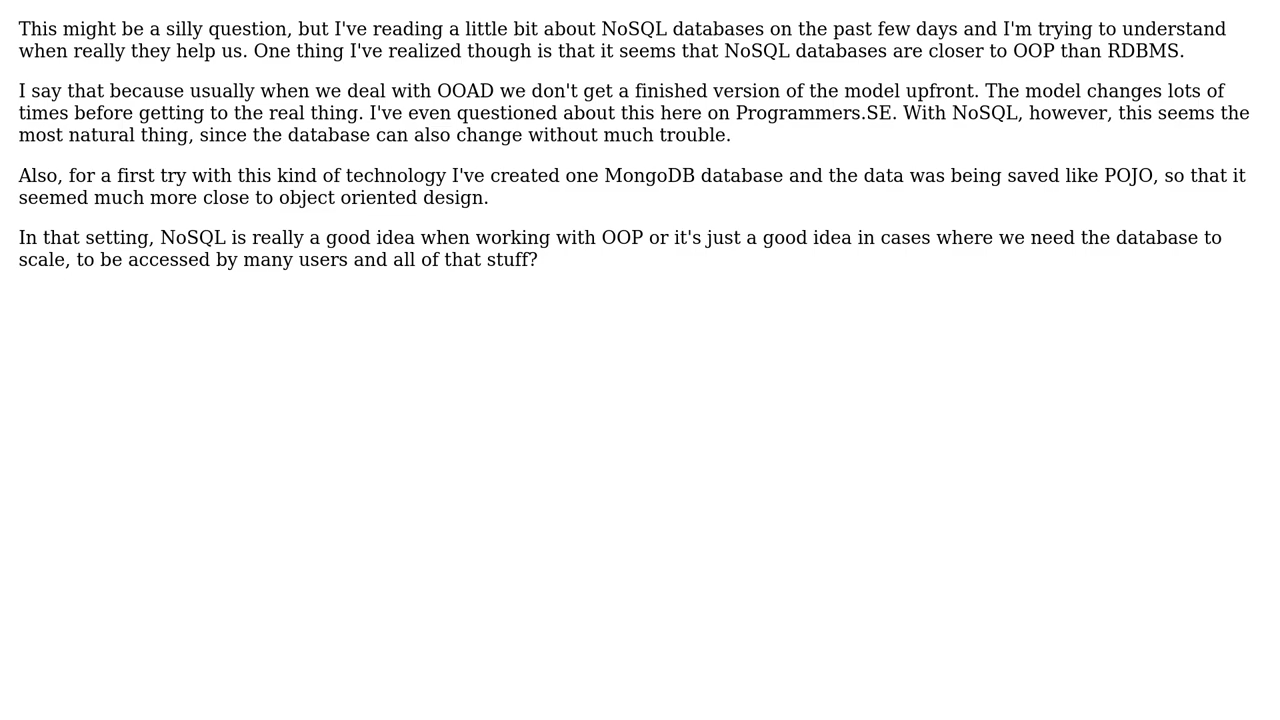 This might be a silly question, but I've reading a little bit about NoSQL databases on the past few days and I'm trying to understand
when really they help us. One thing I've realized though is that it seems that NoSQL databases are closer to OOP than RDBMS.
I say that because usually when we deal with OOAD we don't get a finished version of the model upfront. The model changes lots of
times before getting to the real thing. I've even questioned about this here on Programmers.SE. With NoSQL, however, this seems the
most natural thing, since the database can also change without much trouble.
Also, for a first try with this kind of technology I've created one MongoDB database and the data was being saved like POJO, so that it
seemed much more close to object oriented design.
In that setting, NoSQL is really a good idea when working with OOP or it's just a good idea in cases where we need the database to
scale, to be accessed by many users and all of that stuff?